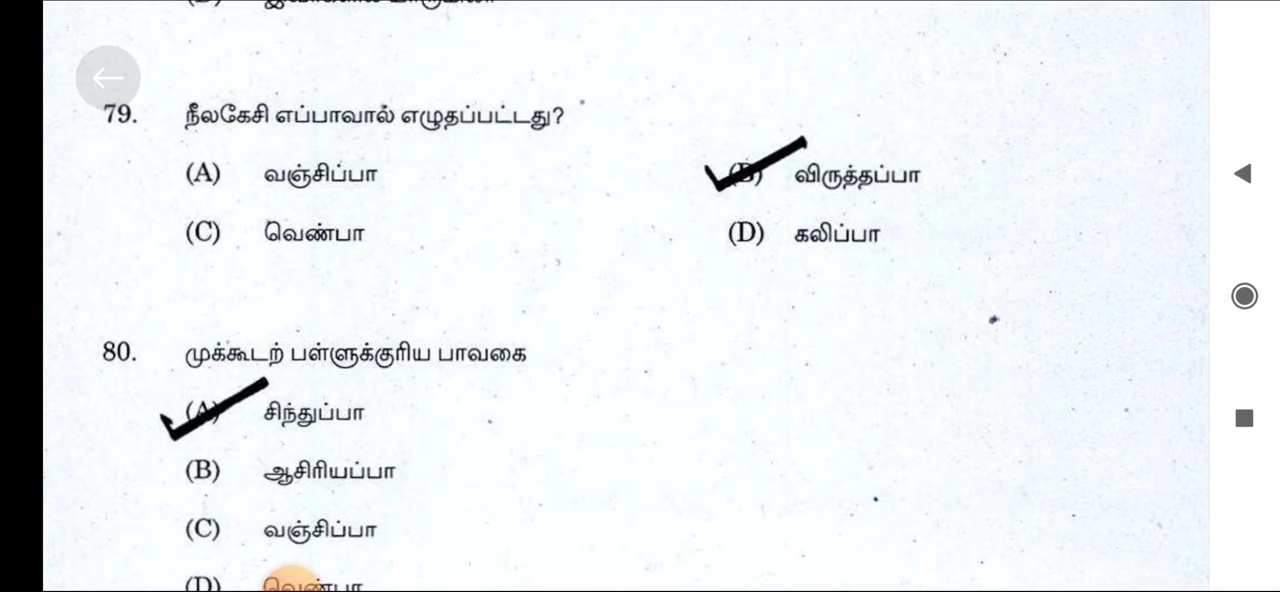 79. நீலகேசி எப்பாவால் எழுதப்பட்டது?
(A) வஞ்சிப்பா (B) விருத்தப்பா
(C) வெண்பா (D) கலிப்பா
80. முக்கூடற் பள்ளுக்குரிய பாவகை
(A) சிந்துப்பா
(B) ஆசிரியப்பா
(C) வஞ்சிப்பா
(D) வெண்பா